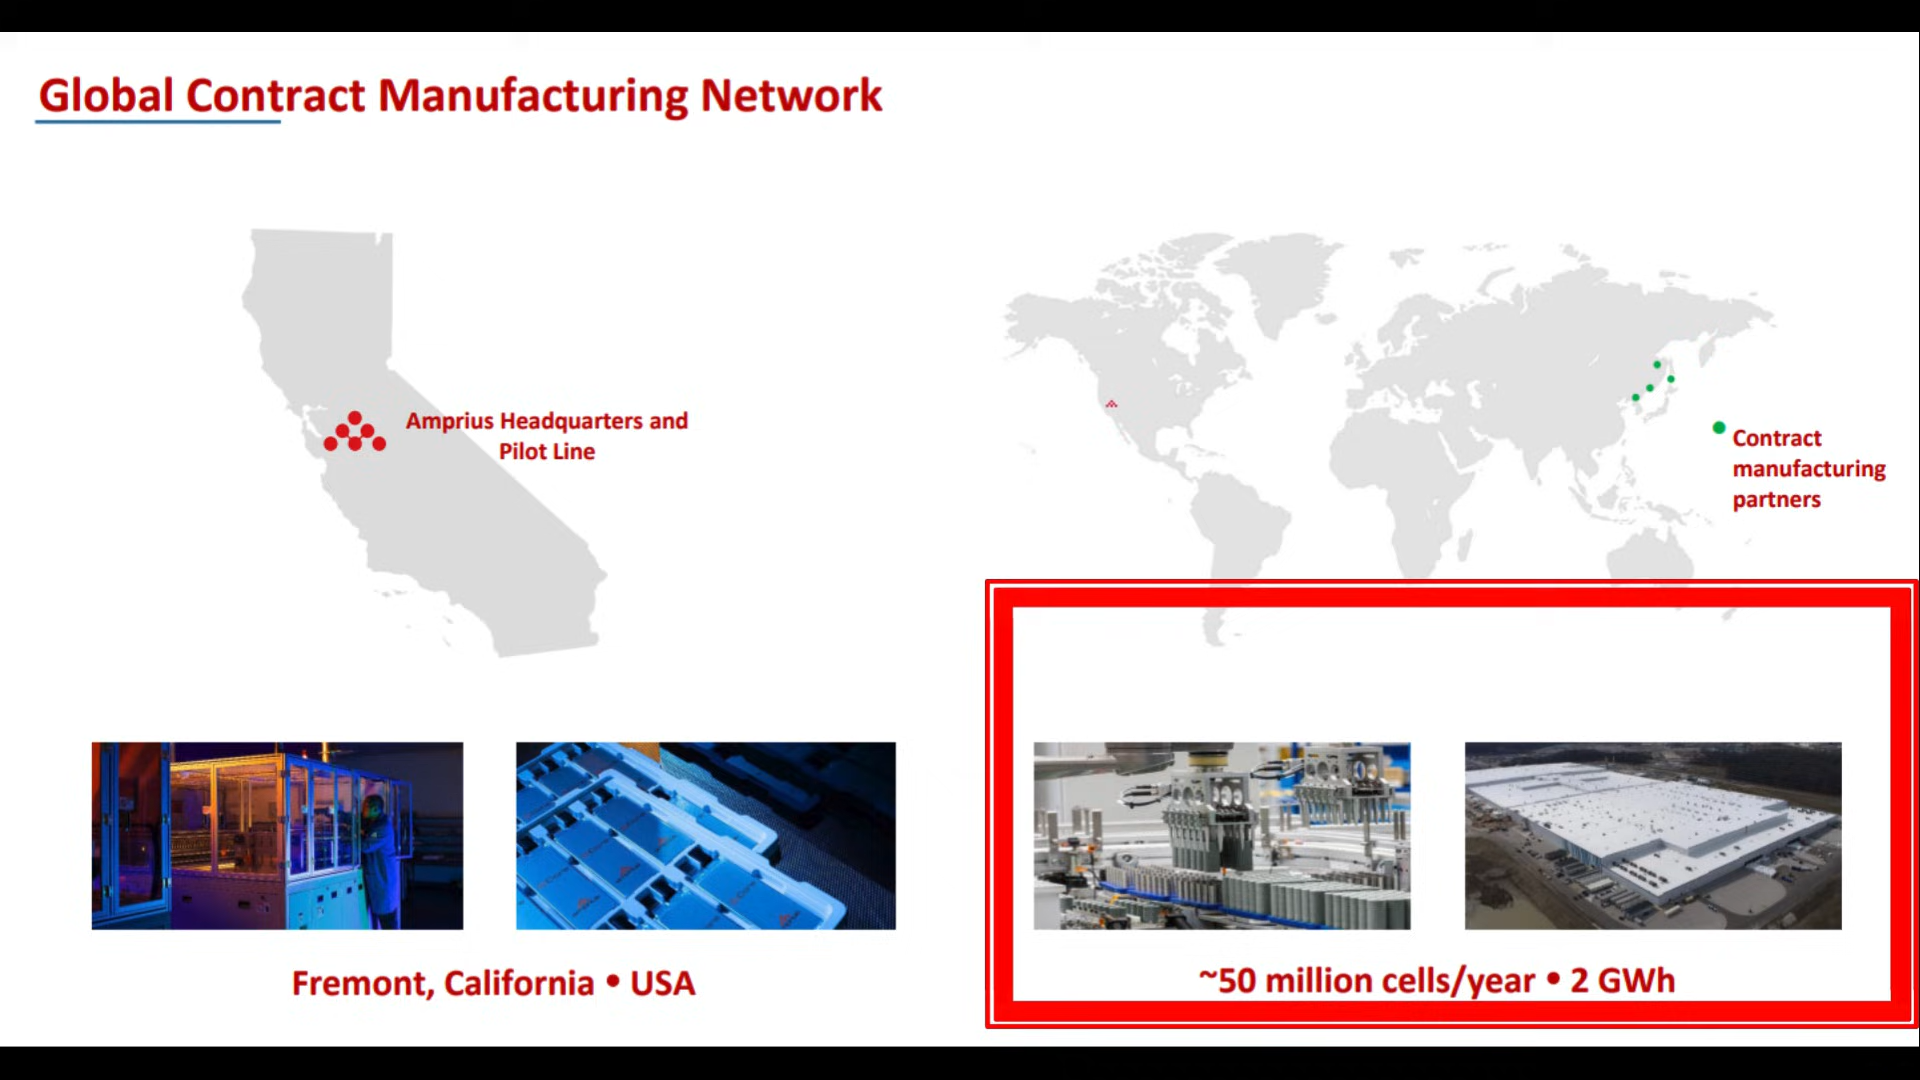 Global Contract Manufacturing Network
Amprius Headquarters and
Pilot Line
Contract
manufacturing
partners
Fremont, California • USA
~50 million cells/year • 2 GWh